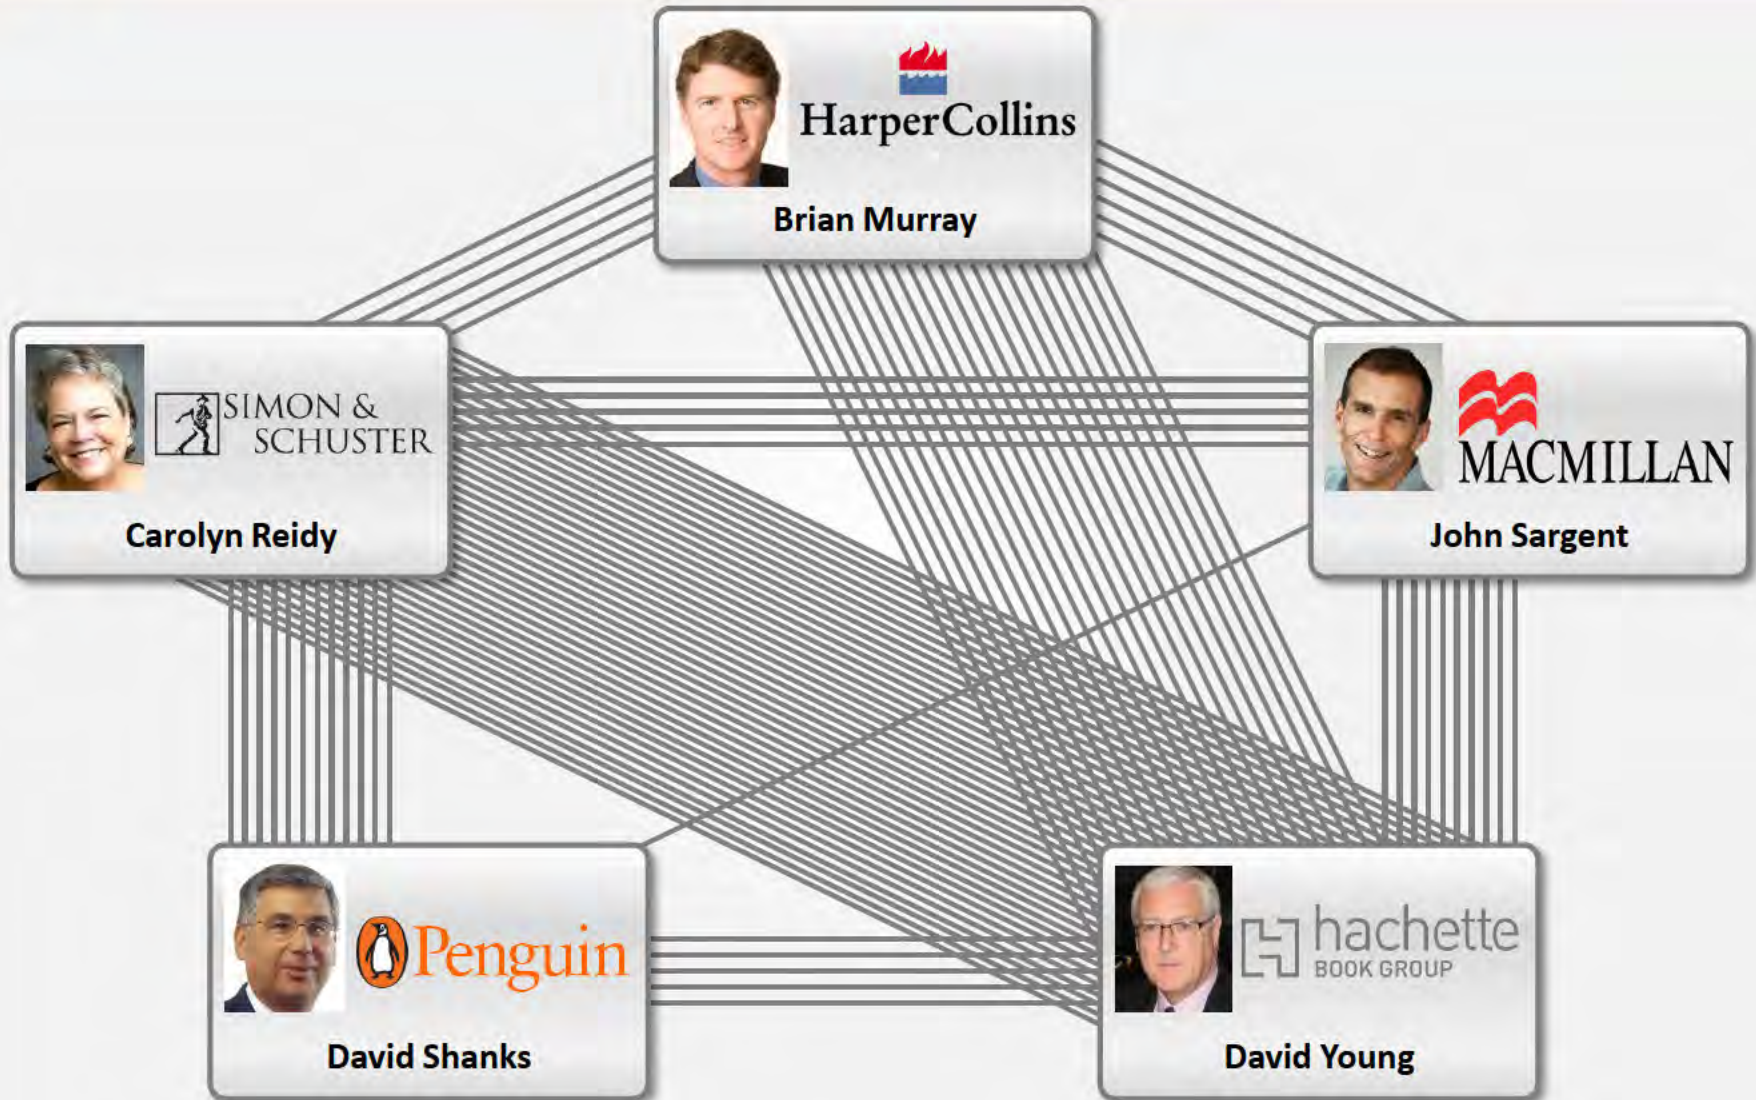 HarperCollins
Brian Murray
SIMON &
SCHUSTER
Carolyn Reidy
MACMILLAN
John Sargent
Penguin
David Shanks
hachette
BOOK GROUP
David Young